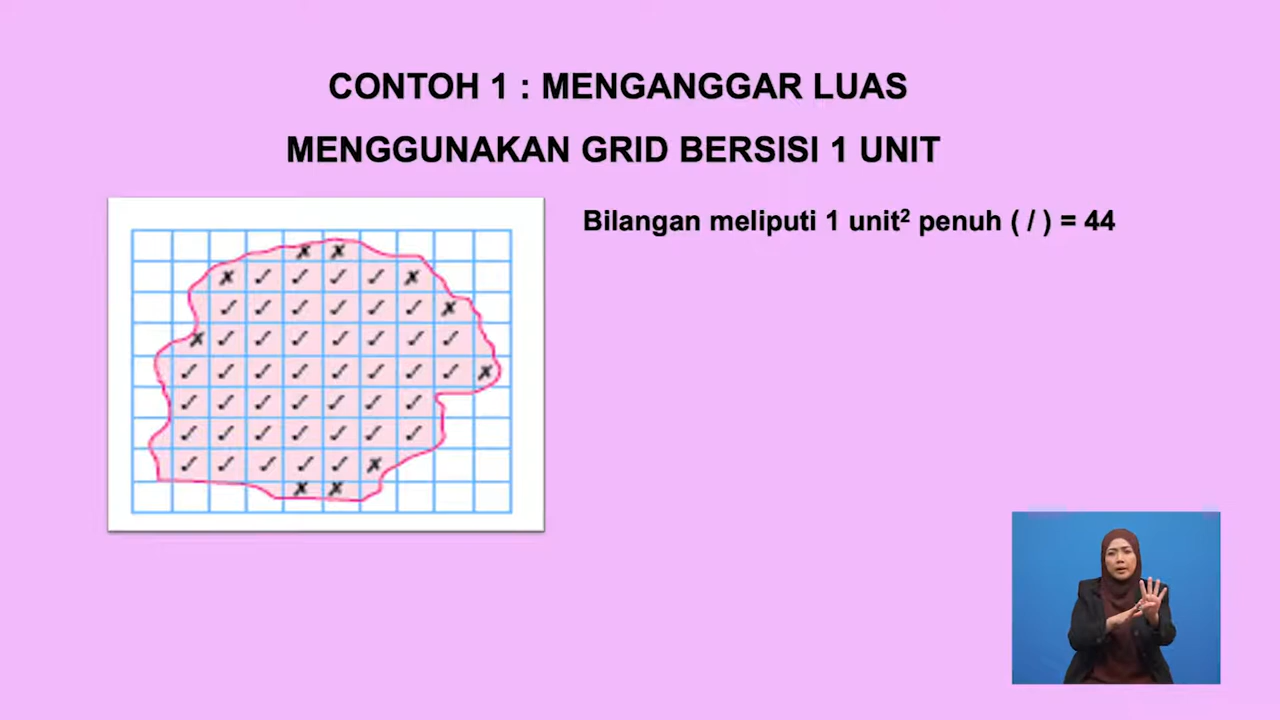 CONTOH 1 : MENGANGGAR LUAS
MENGGUNAKAN GRID BERSISI 1 UNIT
Bilangan meliputi 1 unit² penuh ( / ) = 44